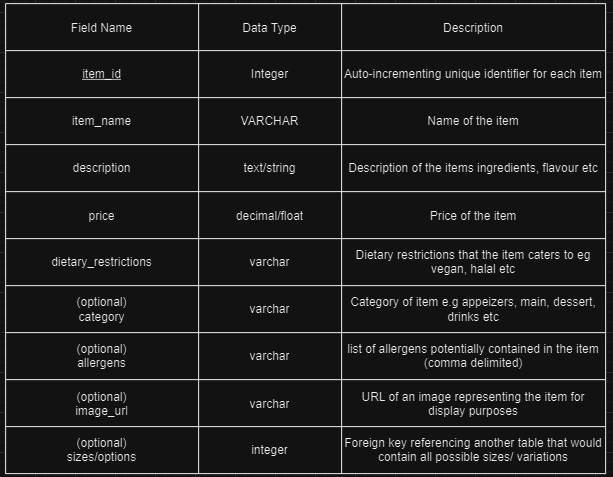 Field Name Data Type Description
item_id Integer Auto-incrementing unique identifier for each item
item_name VARCHAR Name of the item
description text/string Description of the items ingredients, flavour etc
price decimal/float Price of the item
dietary_restrictions varchar Dietary restrictions that the item caters to eg
vegan, halal etc
(optional)
category varchar Category of item e.g appeizers, main, dessert,
drinks etc
(optional)
allergens varchar list of allergens potentially contained in the item
(comma delimited)
(optional)
image_url varchar URL of an image representing the item for
display purposes
(optional)
sizes/options integer Foreign key referencing another table that would
contain all possible sizes/ variations